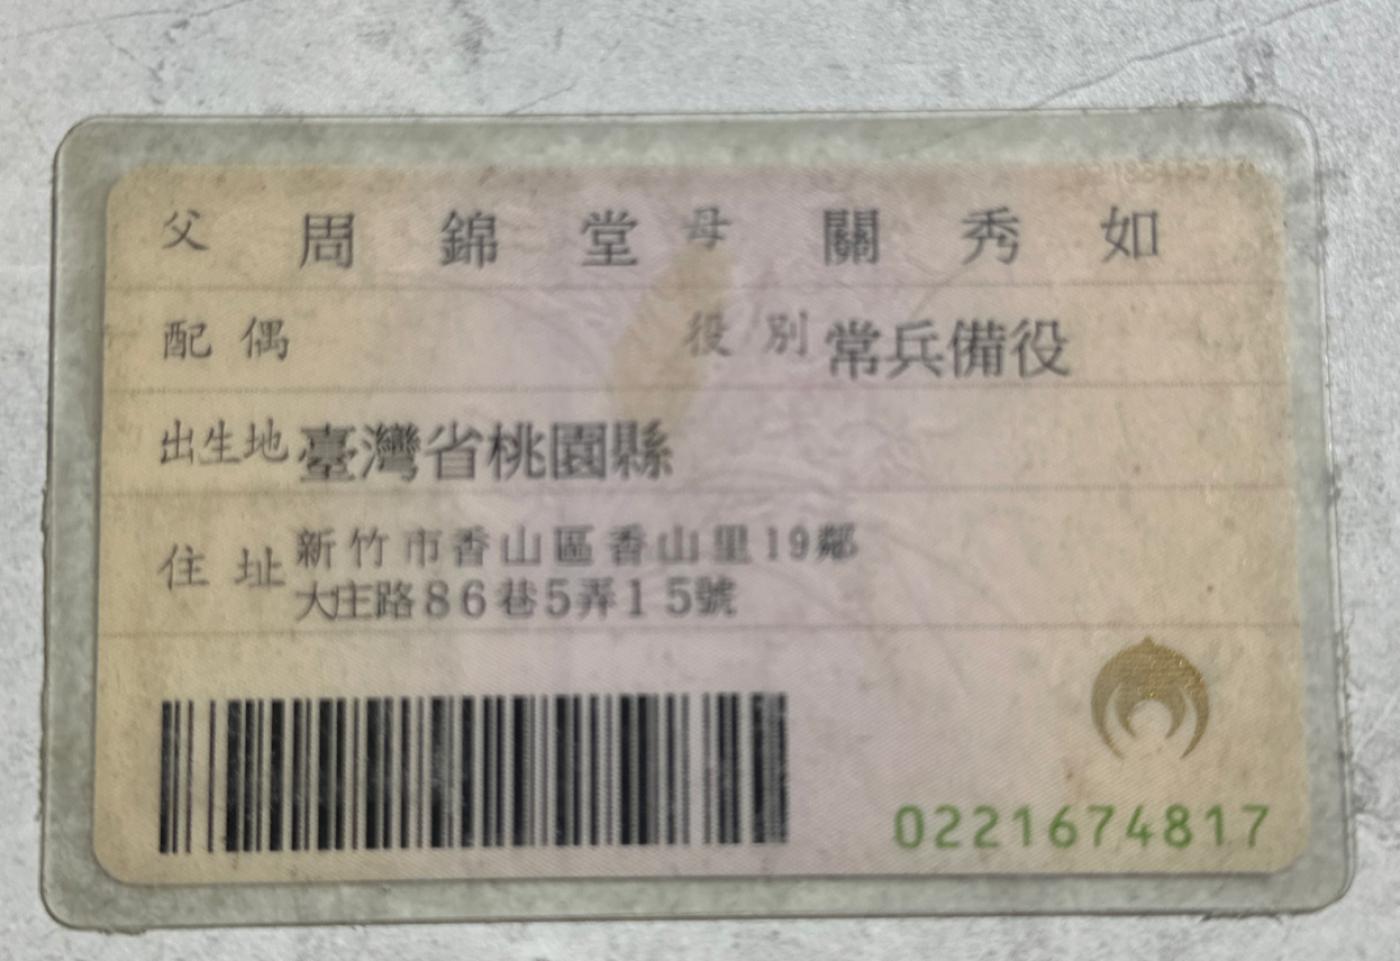 父 周錦堂 母 關秀如
配偶 役別 常兵備役
出生地 臺灣省桃園縣
住址 新竹市香山區香山里19鄰
大庄路86巷5弄15號
0221674817